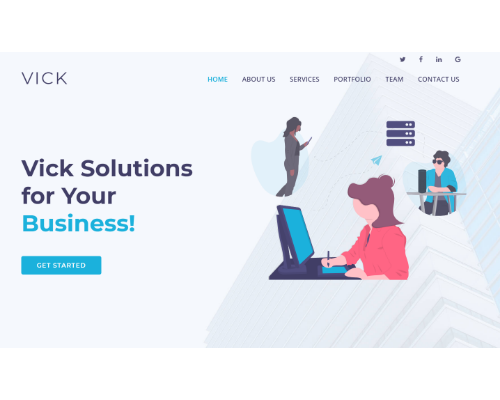 VICK
HOME ABOUT US SERVICES PORTFOLIO TEAM CONTACT US
Vick Solutions
for Your
Business!
GET STARTED